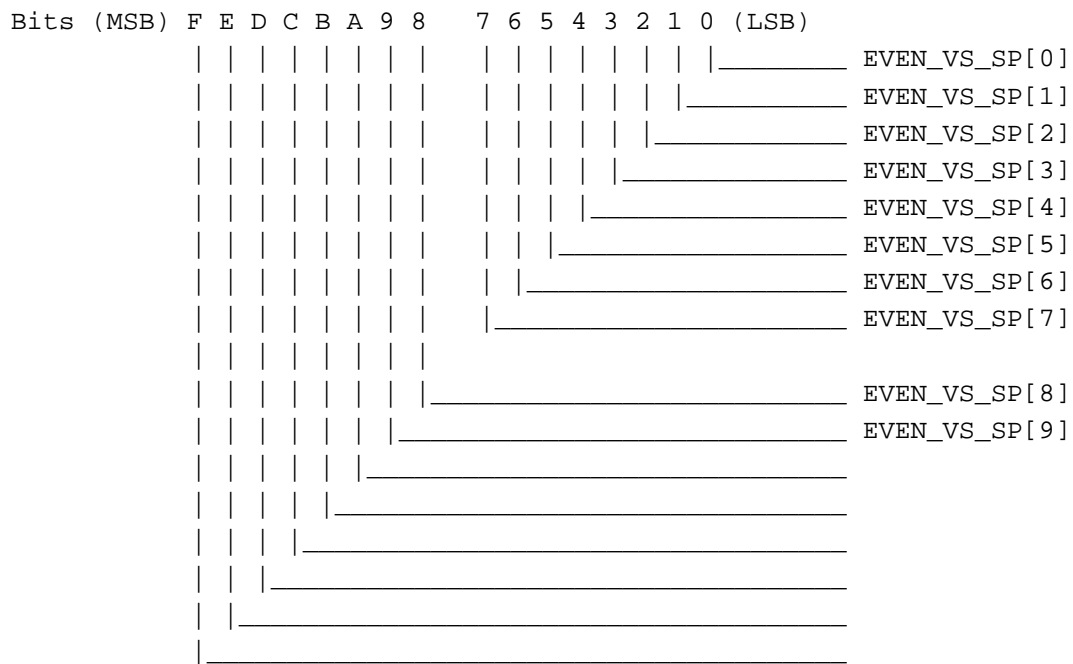 Bits (MSB) F E D C B A 9 8 7 6 5 4 3 2 1 0 (LSB)
EVEN_VS_SP[0]
EVEN_VS_SP[1]
EVEN_VS_SP[2]
EVEN_VS_SP[3]
EVEN_VS_SP[4]
EVEN_VS_SP[5]
EVEN_VS_SP[6]
EVEN_VS_SP[7]
EVEN_VS_SP[8]
EVEN_VS_SP[9]